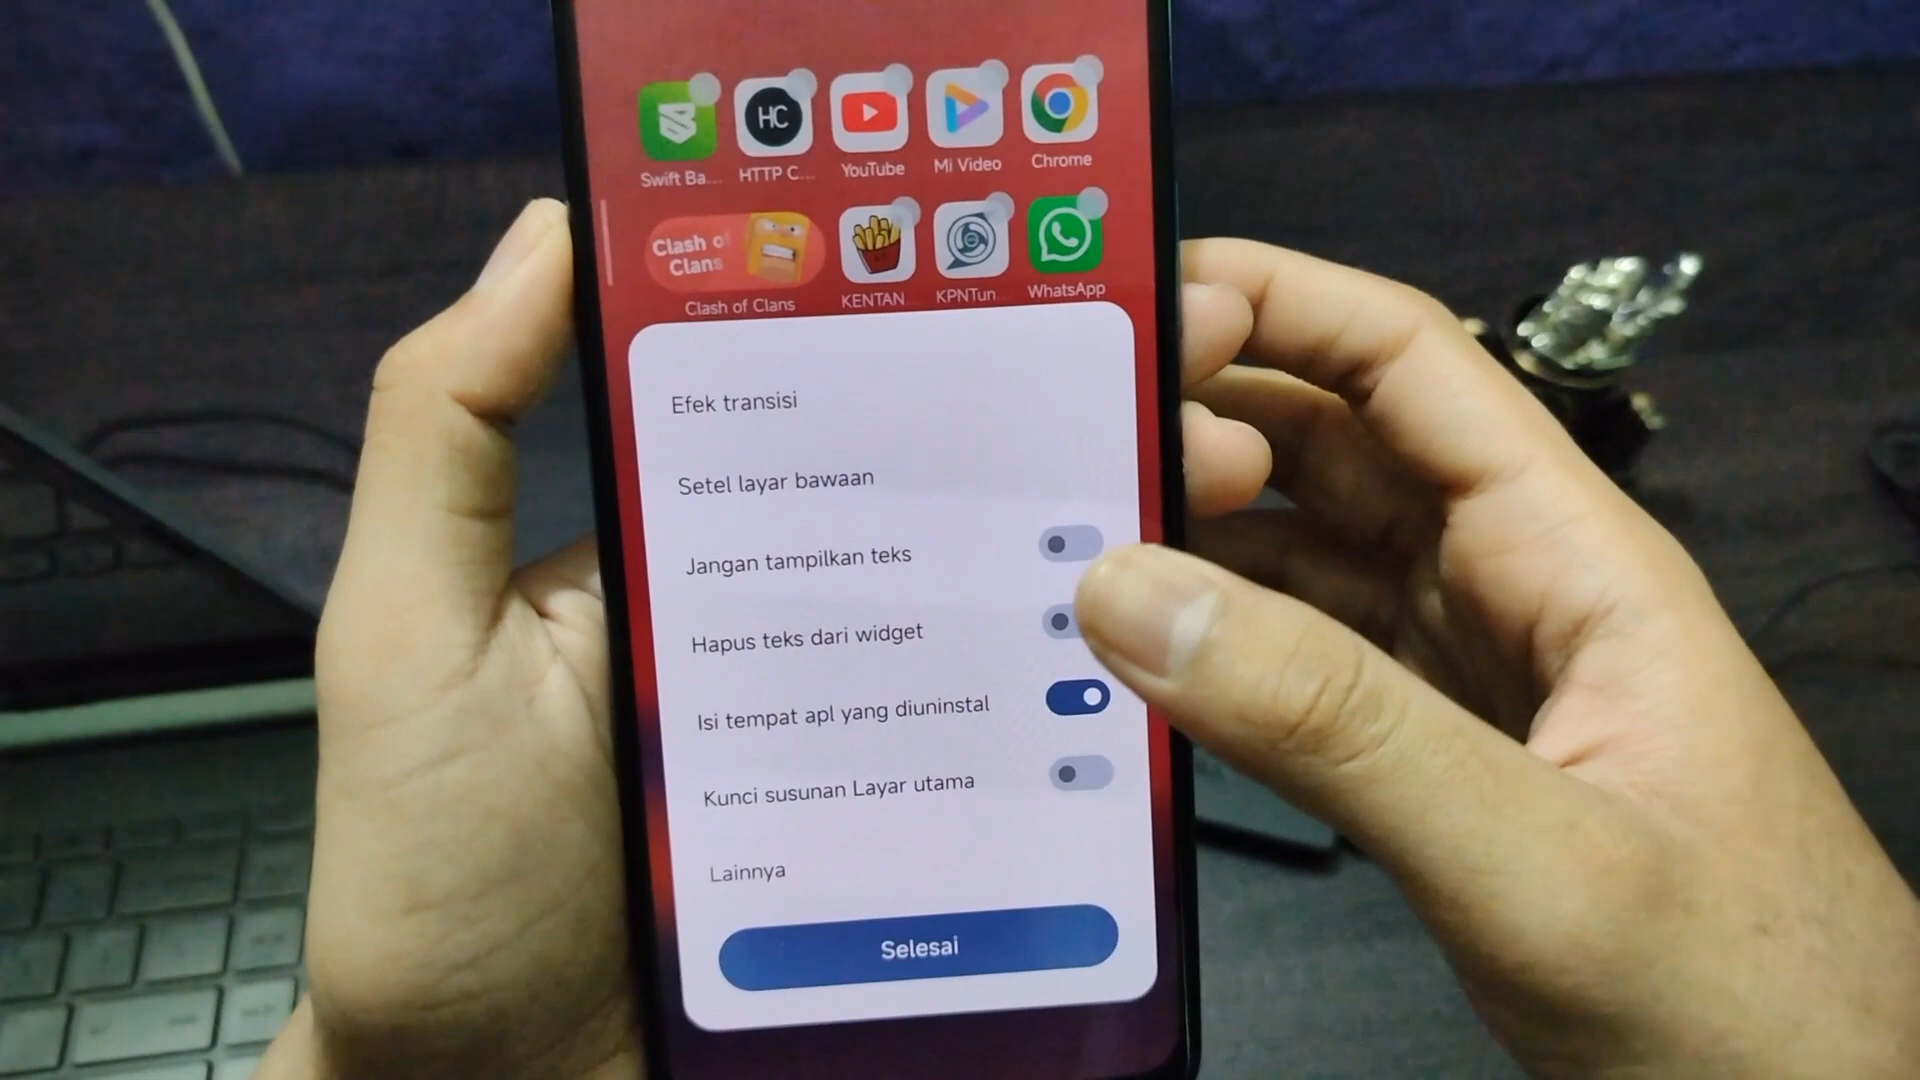 Swift Ba...
HTTP C...
YouTube
Mi Video
Chrome
HC
Clash of
Clans
Clash of Clans
KENTAN...
KPNTun...
WhatsApp
Efek transisi
Setel layar bawaan
Jangan tampilkan teks
Hapus teks dari widget
Isi tempat apl yang diuninstal
Kunci susunan Layar utama
Lainnya
Selesai